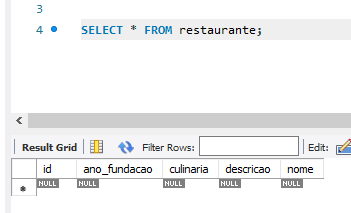 3
4 SELECT * FROM restaurante;
Result Grid Filter Rows: Edit:
id ano_fundacao culinaria descricao nome
NULL NULL NULL NULL NULL